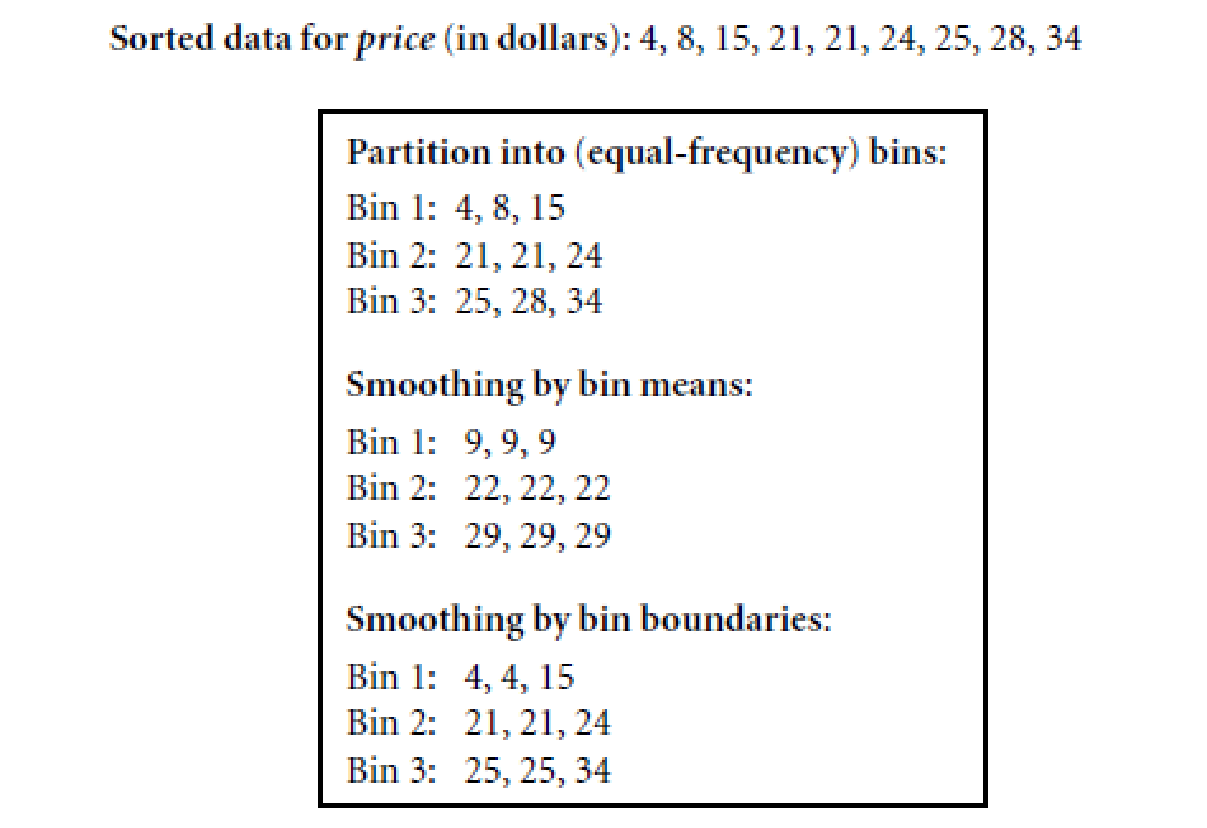 Sorted data for price (in dollars): 4, 8, 15, 21, 21, 24, 25, 28, 34
Partition into (equal-frequency) bins:
Bin 1: 4, 8, 15
Bin 2: 21, 21, 24
Bin 3: 25, 28, 34
Smoothing by bin means:
Bin 1: 9, 9, 9
Bin 2: 22, 22, 22
Bin 3: 29, 29, 29
Smoothing by bin boundaries:
Bin 1: 4, 4, 15
Bin 2: 21, 21, 24
Bin 3: 25, 25, 34